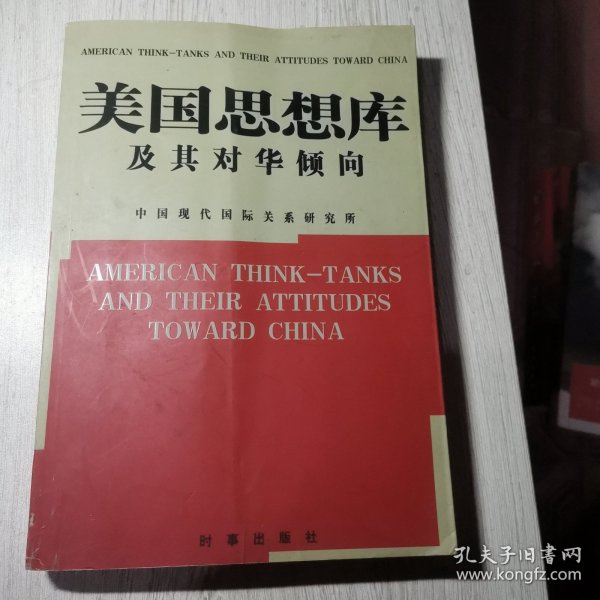 AMERICAN THINK-TANKS AND THEIR ATTITUDES TOWARD CHINA
美国思想库
及其对华倾向
中国现代国际关系研究所
AMERICAN THINK-TANKS
AND THEIR ATTITUDES
TOWARD CHINA
时事出版社
孔夫子旧书网
www.kongfz.com